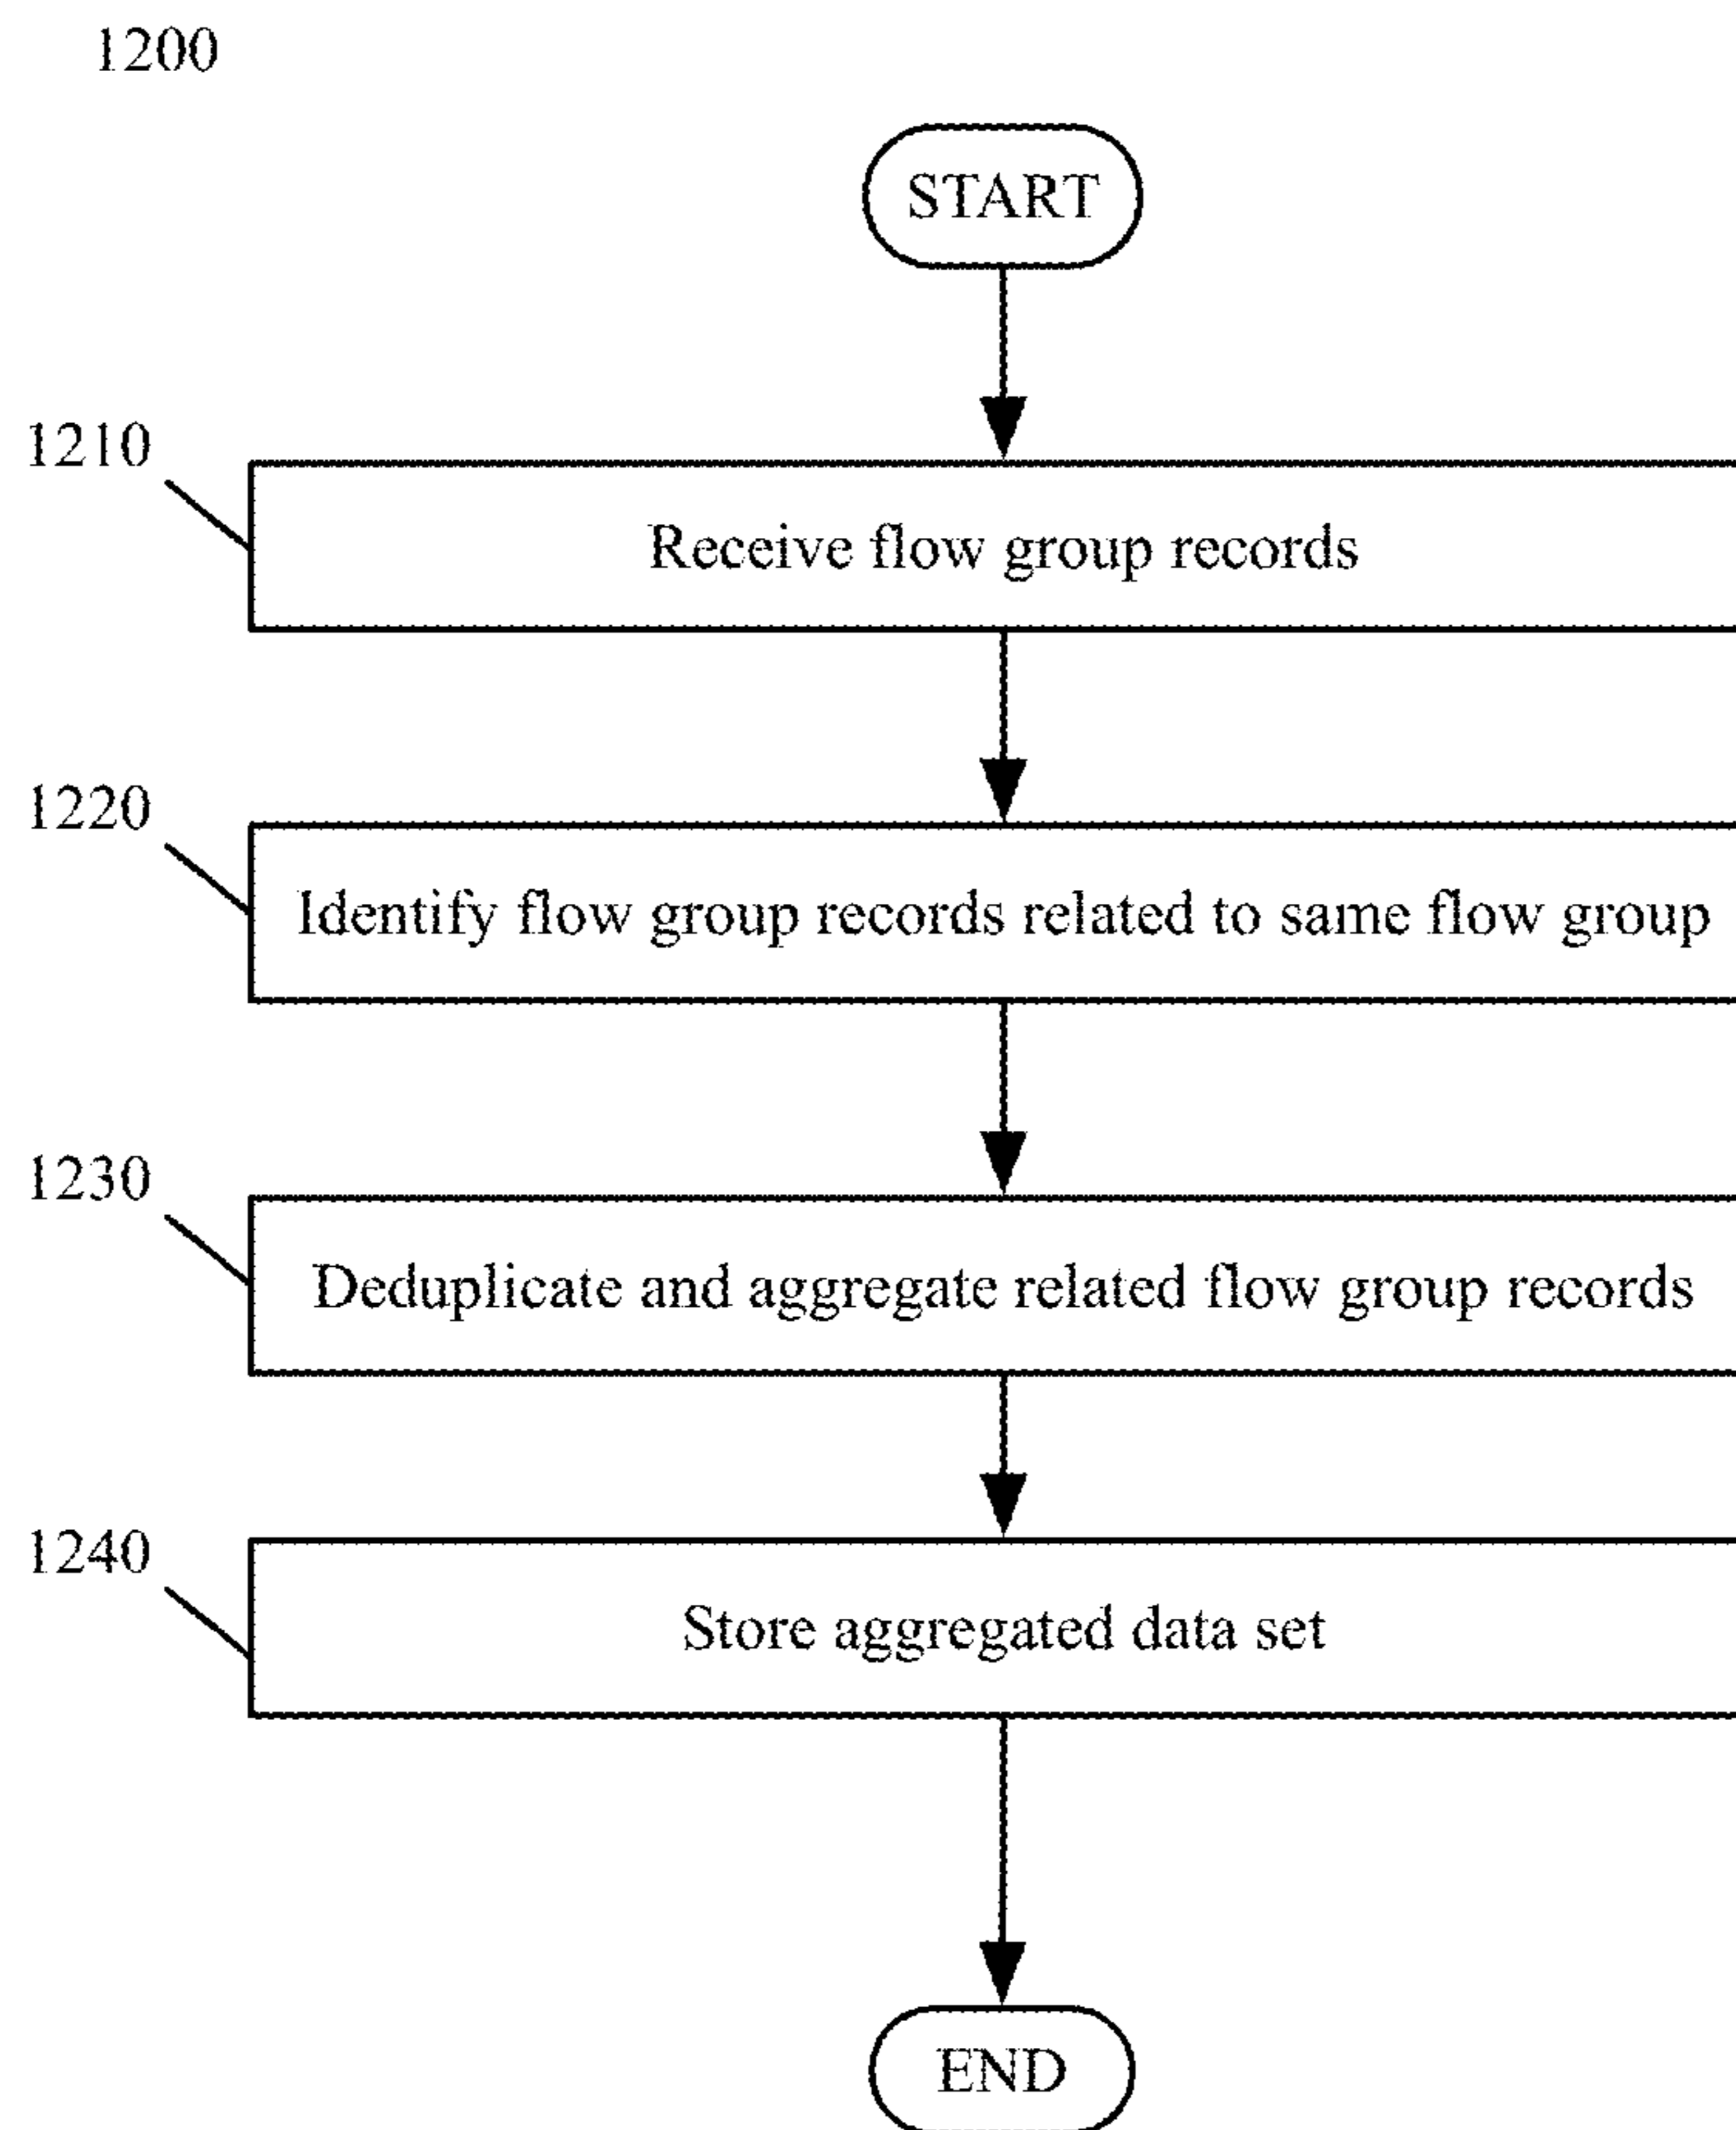 1200
START
1210
Receive flow group records
1220
Identify flow group records related to same flow group
1230
Deduplicate and aggregate related flow group records
1240
Store aggregated data set
END